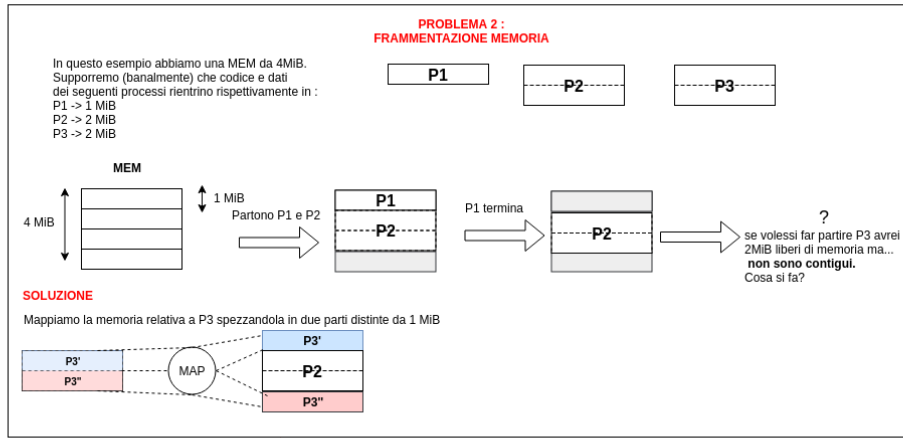 PROBLEMA 2 :
FRAMMENTAZIONE MEMORIA
In questo esempio abbiamo una MEM da 4MiB.
Supporremo (banalmente) che codice e dati
dei seguenti processi rientrino rispettivamente in :
P1 -> 1 MiB
P2 -> 2 MiB
P3 -> 2 MiB
P1
P2
P3
MEM
4 MiB
1 MiB
Partono P1 e P2
P1
P2
P1 termina
P2
?
se volessi far partire P3 avrei
2MiB liberi di memoria ma...
non sono contigui.
Cosa si fa?
SOLUZIONE
Mappiamo la memoria relativa a P3 spezzandola in due parti distinte da 1 MiB
P3'
P3"
MAP
P3'
P2
P3"